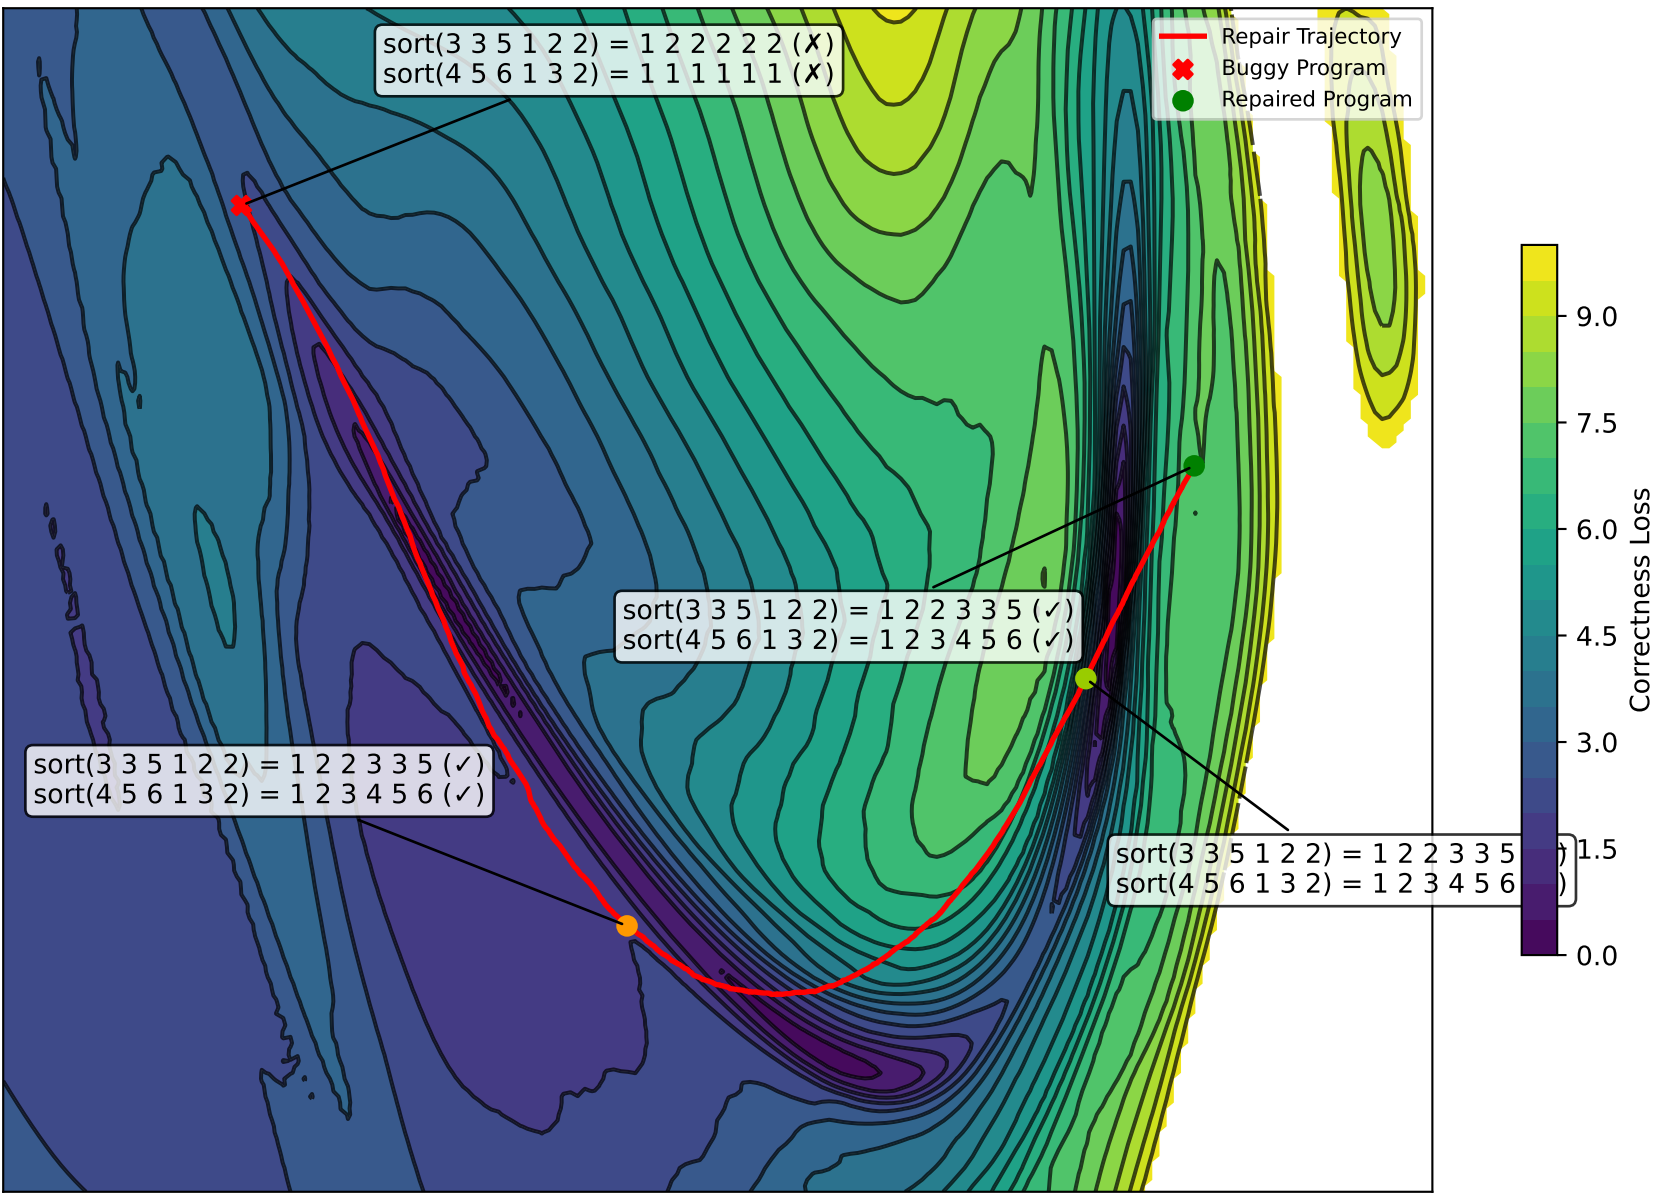 sort(3 3 5 1 2 2) = 1 2 2 2 2 2 (✗)
sort(4 5 6 1 3 2) = 1 1 1 1 1 1 (✗)
Repair Trajectory
Buggy Program
Repaired Program
sort(3 3 5 1 2 2) = 1 2 2 3 3 5 (✓)
sort(4 5 6 1 3 2) = 1 2 3 4 5 6 (✓)
sort(3 3 5 1 2 2) = 1 2 2 3 3 5 (✓)
sort(4 5 6 1 3 2) = 1 2 3 4 5 6 (✓)
sort(3 3 5 1 2 2) = 1 2 2 3 3 5 )
sort(4 5 6 1 3 2) = 1 2 3 4 5 6 )
9.0
7.5
6.0
4.5
3.0
1.5
0.0
Correctness Loss